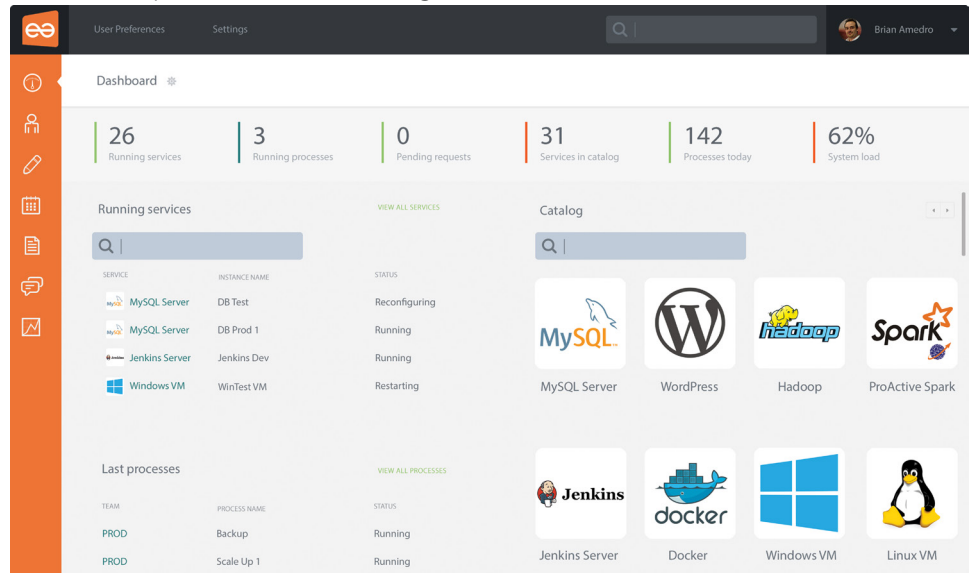 User Preferences Settings Brian Amedro
Dashboard
26 3 0 31 142 62%
Running services Running processes Pending requests Services in catalog Processes today System load
Running services VIEW ALL SERVICES Catalog
SERVICE INSTANCE NAME STATUS
MySQL MySQL Server DB Test Reconfiguring
MySQL MySQL Server DB Prod 1 Running
Jenkins Jenkins Server Jenkins Dev Running
Windows VM WinTest VM Restarting
MySQL hadoop Spark
MySQL Server WordPress Hadoop ProActive Spark
Last processes VIEW ALL PROCESSES
TEAM PROCESS NAME STATUS
PROD Backup Running
PROD Scale Up 1 Running
Jenkins docker
Jenkins Server Docker Windows VM Linux VM